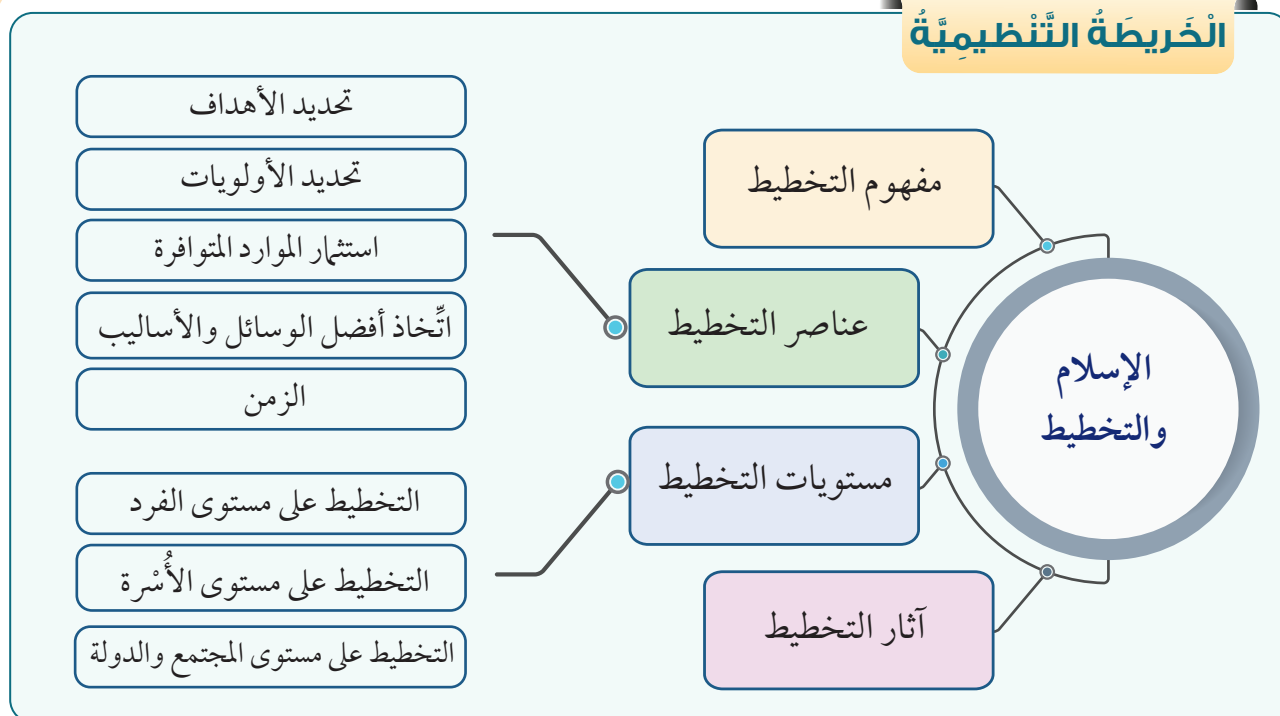 الْخَريطَةُ التَّنْظيمِيَّةُ
الإسلام
والتخطيط
مفهوم التخطيط
عناصر التخطيط
تحديد الأهداف
تحديد الأولويات
استثمار الموارد المتوافرة
اتِّخاذ أفضل الوسائل والأساليب
الزمن
مستويات التخطيط
التخطيط على مستوى الفرد
التخطيط على مستوى الأُسْرة
التخطيط على مستوى المجتمع والدولة
آثار التخطيط